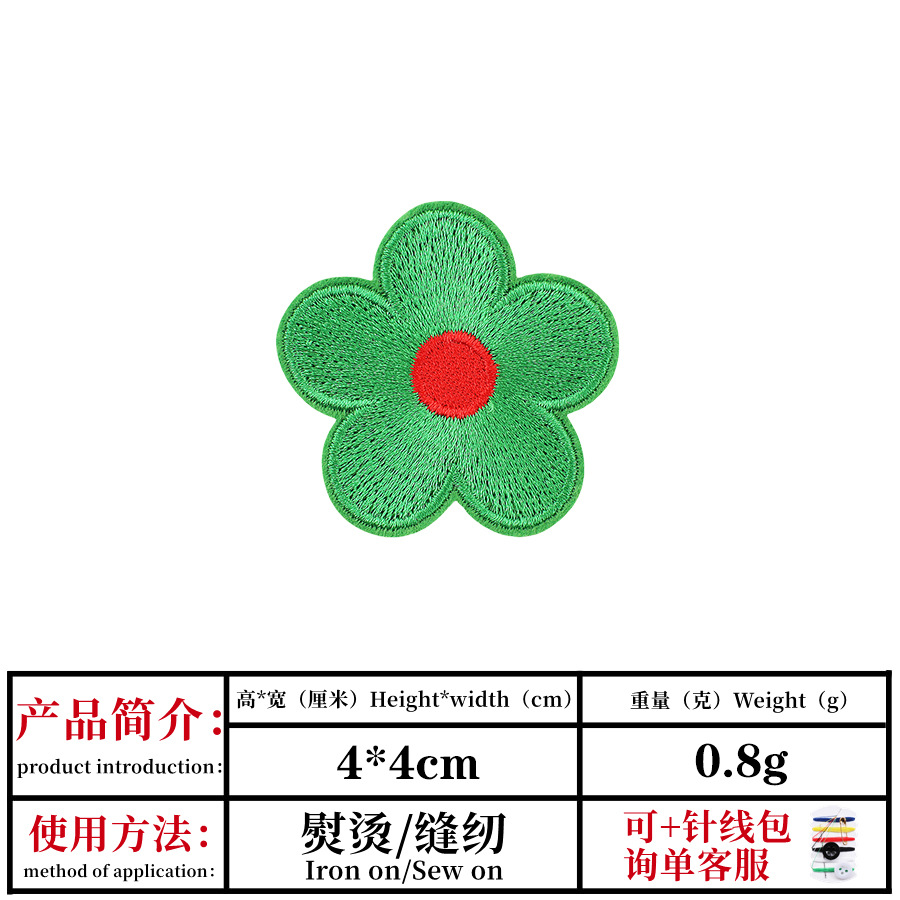 产品简介：
product introduction：
高*宽（厘米）Height*width（cm）
重量（克）Weight（g）
4*4cm
0.8g
使用方法：
method of application：
熨烫/缝纫
Iron on/Sew on
可+针线包
询单客服